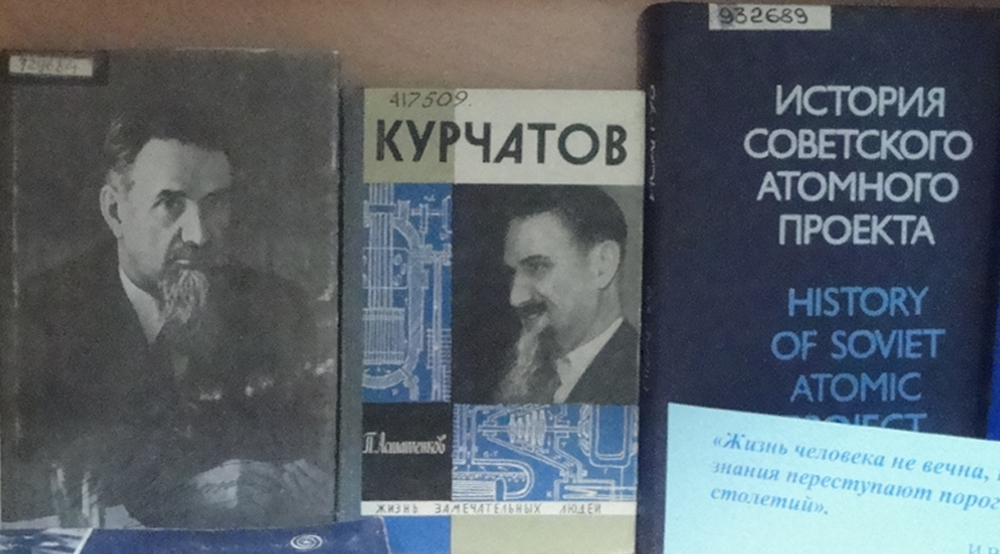 417509.
КУРЧАТОВ
П. Асташенков
ЖИЗНЬ ЗАМЕЧАТЕЛЬНЫХ ЛЮДЕЙ
932689
ИСТОРИЯ
СОВЕТСКОГО
АТОМНОГО
ПРОЕКТА
HISTORY
OF SOVIET
ATOMIC
PROJECT
«Жизнь человека не вечна,
знания переступают порог
столетий».